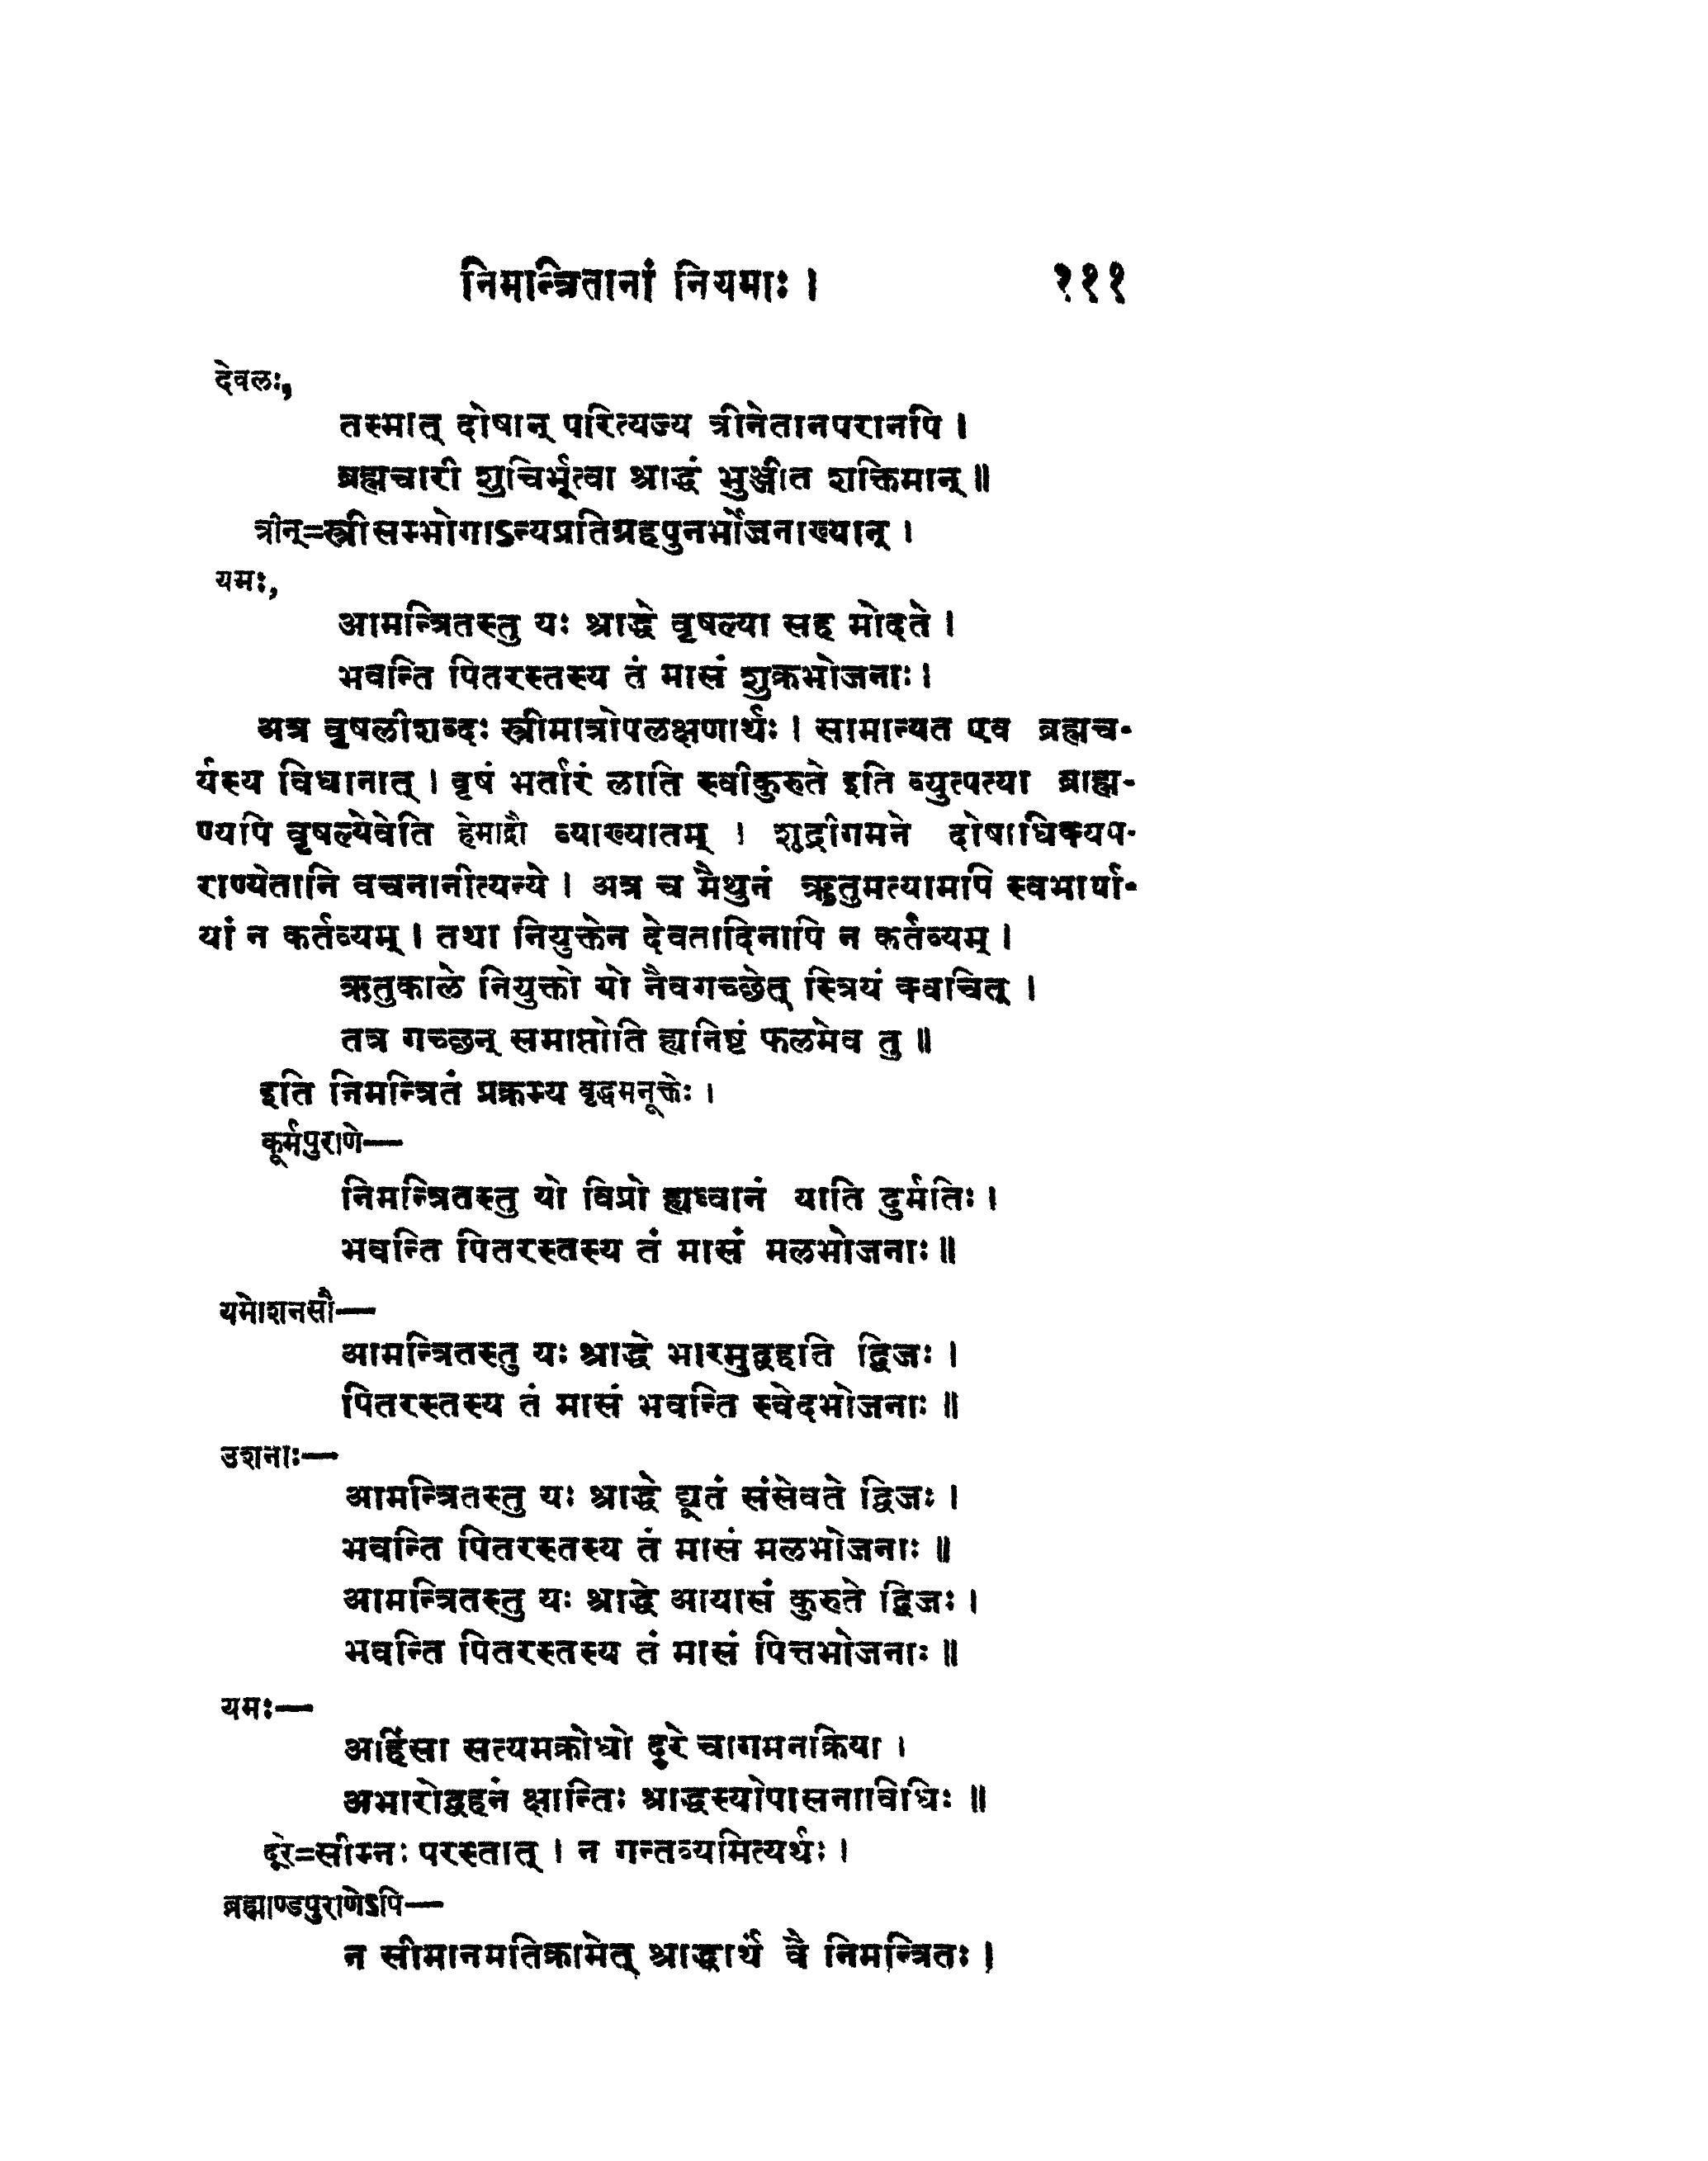 निमन्त्रितानां नियमाः । १११
देवलः,
तस्मात् दोषान् परित्यज्य त्रीनेतानपरानपि ।
ब्रह्मचारी शुचिर्भूत्वा श्राद्धं भुञ्जीत शक्तिमान् ॥
त्रीन्=स्त्रीसम्भोगाऽन्यप्रतिग्रहपुनर्भोजनाख्यान् ।
यमः,
आमन्त्रितस्तु यः श्राद्धे वृषल्या सह मोदते ।
भवन्ति पितरस्तस्य तं मासं शुक्रभोजनाः ।
अत्र वृषलीशब्दः स्त्रीमात्रोपलक्षणार्थः । सामान्यत एव ब्रह्मच-
र्यस्य विधानात् । वृषं भर्तारं लाति स्वीकुरुते इति व्युत्पत्या ब्राह्म-
ण्यपि वृषल्येवेति हेमाद्रौ व्याख्यातम् । शूद्रीगमने दोषाधिक्यप-
राण्येतानि वचनानीत्यन्ये । अत्र च मैथुनं ऋतुमत्यामपि स्वभार्या-
यां न कर्तव्यम् । तथा नियुक्तेन देवतादिनापि न कर्तव्यम् ।
ऋतुकाले नियुक्तो यो नैवगच्छेत् स्त्रियं क्वचित् ।
तत्र गच्छन् समाप्नोति ह्यनिष्टं फलमेव तु ॥
इति निमन्त्रितं प्रक्रम्य वृद्धमनूक्तेः ।
कूर्मपुराणे—
निमन्त्रितस्तु यो विप्रो ह्यध्वानं याति दुर्मतिः ।
भवन्ति पितरस्तस्य तं मासं मलभोजनाः ॥
यमोशनसौ—
आमन्त्रितस्तु यः श्राद्धे भारमुद्वहति द्विजः ।
पितरस्तस्य तं मासं भवन्ति स्वेदभोजनाः ॥
उशनाः—
आमन्त्रितस्तु यः श्राद्धे द्यूतं संसेवते द्विजः ।
भवन्ति पितरस्तस्य तं मासं मलभोजनाः ॥
आमन्त्रितस्तु यः श्राद्धे आयासं कुरुते द्विजः ।
भवन्ति पितरस्तस्य तं मासं पित्तभोजनाः ॥
यमः—
अहिंसा सत्यमक्रोधो दूरे चागमनक्रिया ।
अभारोद्वहनं क्षान्तिः श्राद्धस्योपासनाविधिः ॥
दूरे=सीम्नः परस्तात् । न गन्तव्यमित्यर्थः ।
ब्रह्माण्डपुराणेऽपि—
न सीमानमतिक्रामेत् श्राद्धार्थं वै निमन्त्रितः ।